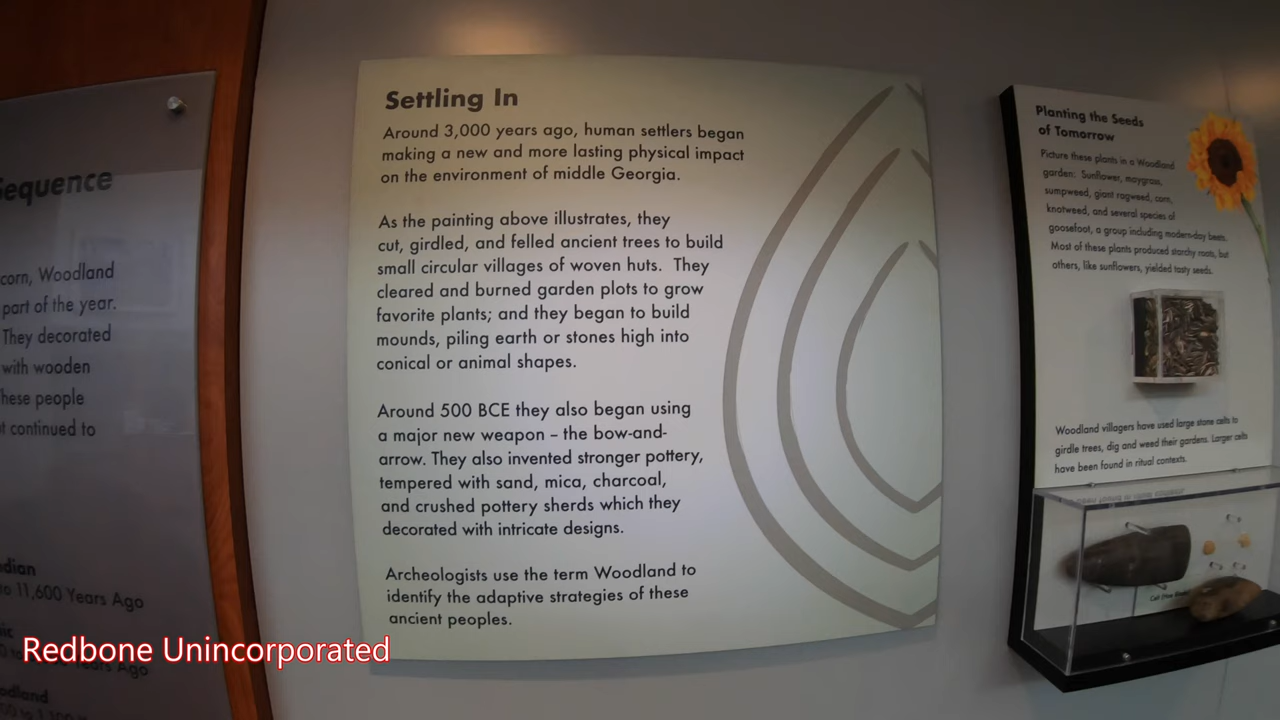 Sequence
corn, Woodland
part of the year.
They decorated
with wooden
these people
continued to
to 11,600 Years Ago
Years Ago
Settling In
Around 3,000 years ago, human settlers began
making a new and more lasting physical impact
on the environment of middle Georgia.
As the painting above illustrates, they
cut, girdled, and felled ancient trees to build
small circular villages of woven huts. They
cleared and burned garden plots to grow
favorite plants; and they began to build
mounds, piling earth or stones high into
conical or animal shapes.
Around 500 BCE they also began using
a major new weapon – the bow-and-
arrow. They also invented stronger pottery,
tempered with sand, mica, charcoal,
and crushed pottery sherds which they
decorated with intricate designs.
Archeologists use the term Woodland to
identify the adaptive strategies of these
ancient peoples.
Planting the Seeds
of Tomorrow
Picture these plants in a Woodland
garden: Sunflower, maygrass,
sumpweed, giant ragweed, corn,
knotweed, and several species of
goosefoot, a group including modern-day beets.
Most of these plants produced starchy roots, but
others, like sunflowers, yielded tasty seeds.
Woodland villagers have used large stone celts to
girdle trees, dig and weed their gardens. Larger celts
have been found in ritual contexts.
Redbone Unincorporated